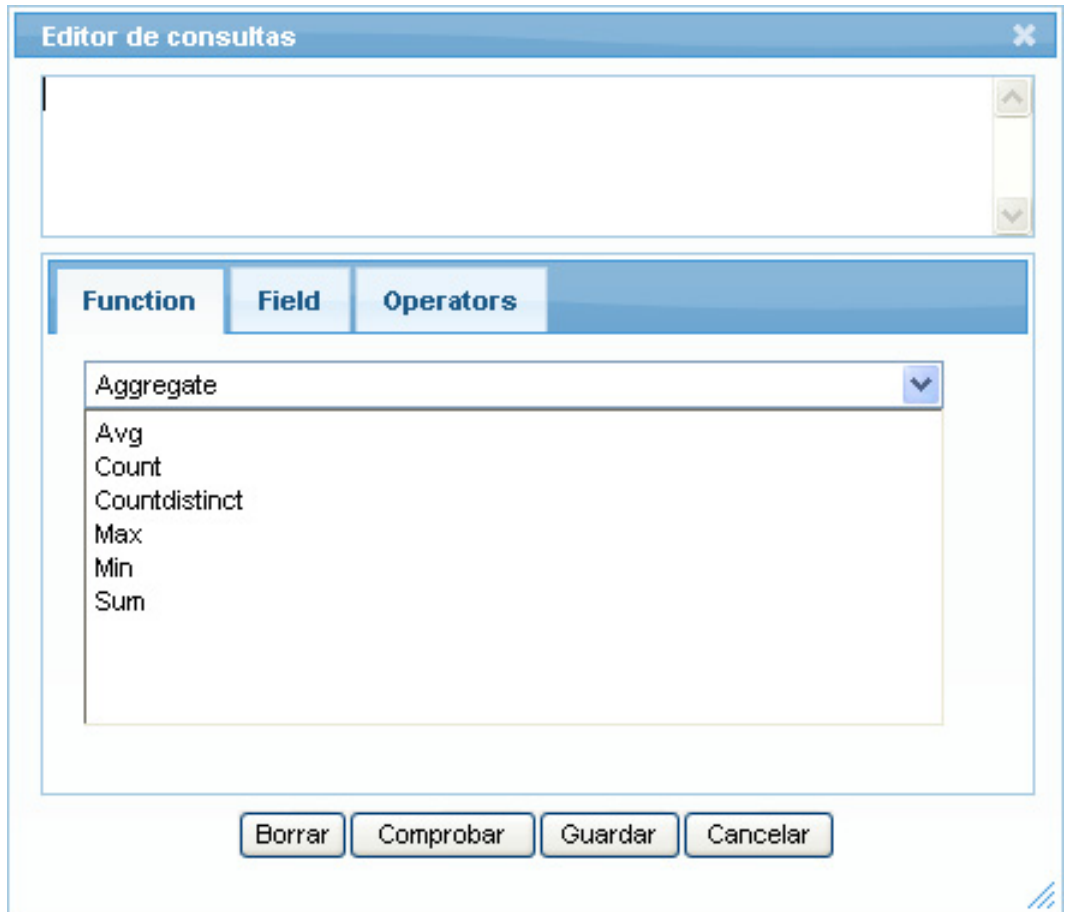 Editor de consultas
Function Field Operators
Aggregate
Avg
Count
Countdistinct
Max
Min
Sum
Borrar Comprobar Guardar Cancelar